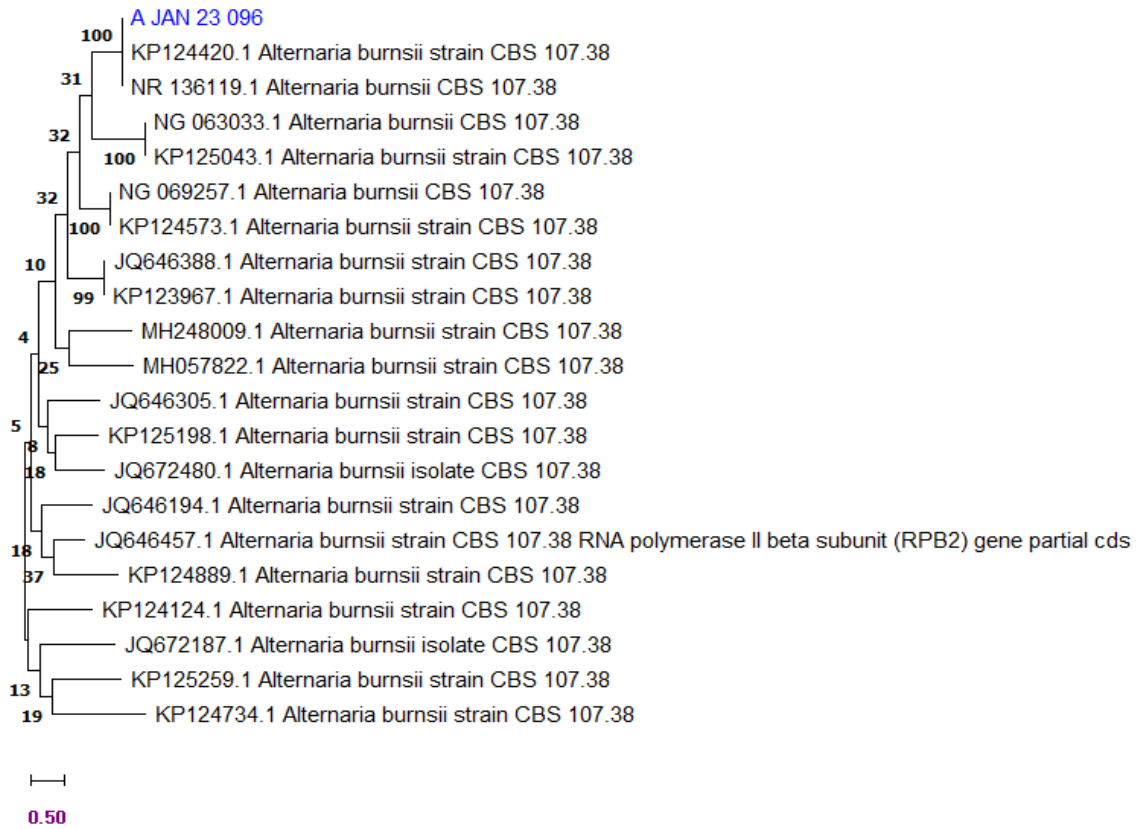 A JAN 23 096
100
KP124420.1 Alternaria burnsii strain CBS 107.38
31
NR 136119.1 Alternaria burnsii CBS 107.38
NG 063033.1 Alternaria burnsii CBS 107.38
32
100
KP125043.1 Alternaria burnsii strain CBS 107.38
NG 069257.1 Alternaria burnsii CBS 107.38
32
100
KP124573.1 Alternaria burnsii strain CBS 107.38
JQ646388.1 Alternaria burnsii strain CBS 107.38
10
99
KP123967.1 Alternaria burnsii strain CBS 107.38
MH248009.1 Alternaria burnsii strain CBS 107.38
4
25
MH057822.1 Alternaria burnsii strain CBS 107.38
JQ646305.1 Alternaria burnsii strain CBS 107.38
5
KP125198.1 Alternaria burnsii strain CBS 107.38
8
18
JQ672480.1 Alternaria burnsii isolate CBS 107.38
JQ646194.1 Alternaria burnsii strain CBS 107.38
JQ646457.1 Alternaria burnsii strain CBS 107.38 RNA polymerase II beta subunit (RPB2) gene partial cds
18
37
KP124889.1 Alternaria burnsii strain CBS 107.38
KP124124.1 Alternaria burnsii strain CBS 107.38
JQ672187.1 Alternaria burnsii isolate CBS 107.38
KP125259.1 Alternaria burnsii strain CBS 107.38
13
19
KP124734.1 Alternaria burnsii strain CBS 107.38
0.50